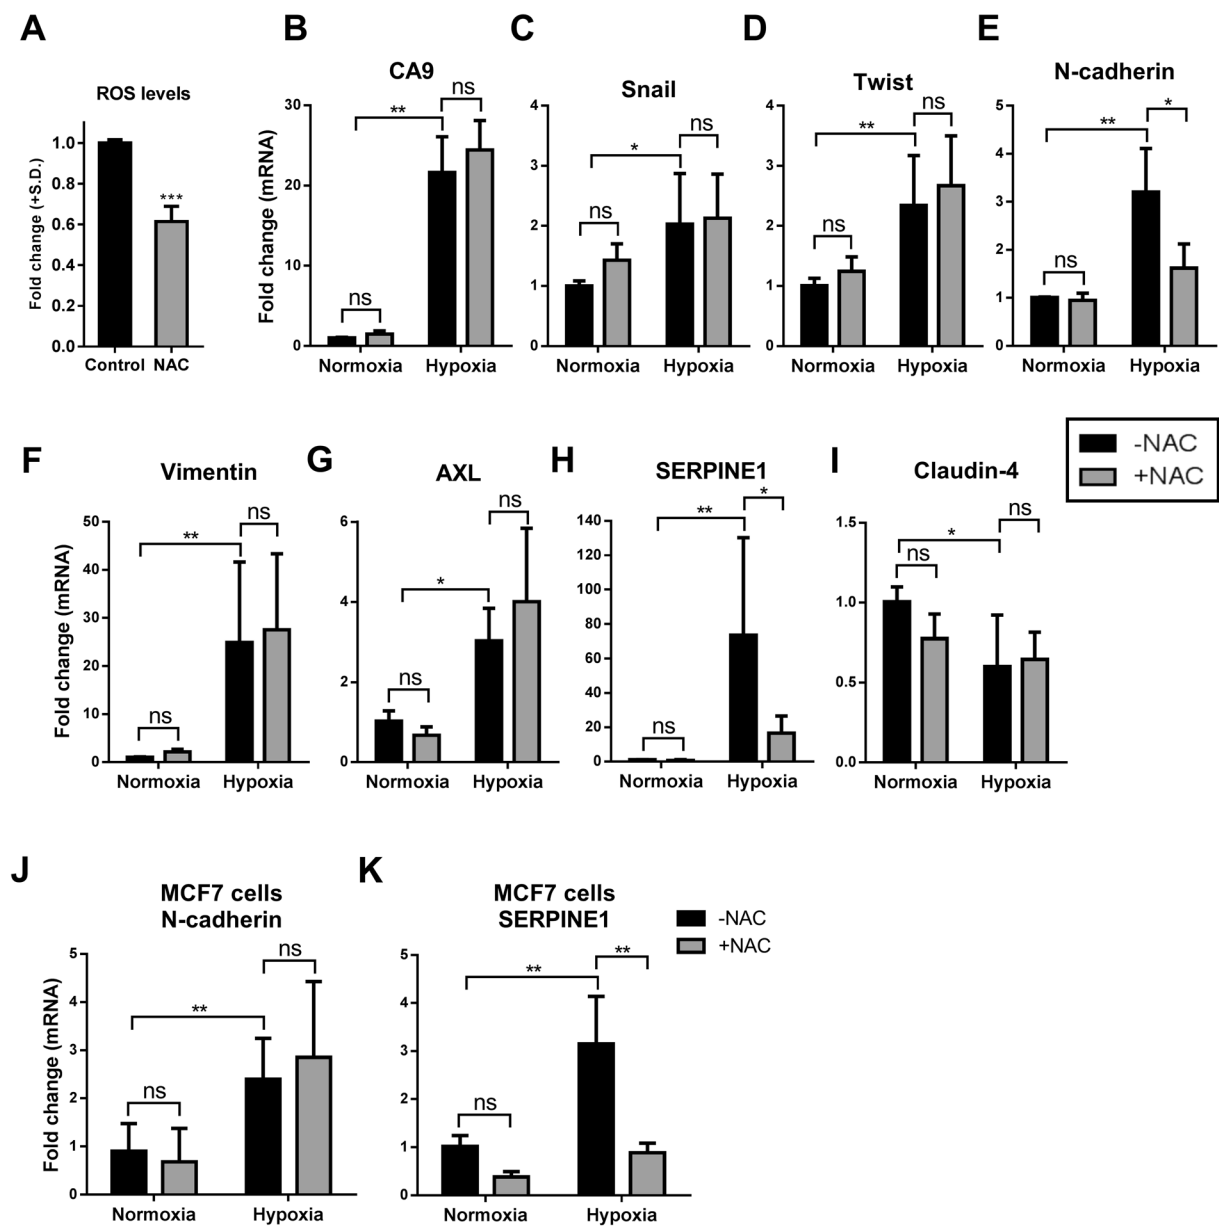 A
B
C
D
E
ROS levels
CA9
Snail
Twist
N-cadherin
Fold change (+S.D.)
1.0
0.8
0.6
0.4
0.2
0.0
***
Control NAC
Fold change (mRNA)
30
20
10
0
ns
**
ns
Normoxia Hypoxia
4
3
2
1
0
ns
*
ns
Normoxia Hypoxia
4
3
2
1
0
ns
**
ns
Normoxia Hypoxia
5
4
3
2
1
0
ns
**
*
Normoxia Hypoxia
-NAC
+NAC
F
G
H
I
Vimentin
AXL
SERPINE1
Claudin-4
Fold change (mRNA)
50
40
30
20
10
0
ns
**
ns
Normoxia Hypoxia
6
4
2
0
ns
*
ns
Normoxia Hypoxia
140
120
100
80
60
40
20
0
ns
**
*
Normoxia Hypoxia
1.5
1.0
0.5
0.0
ns
*
ns
Normoxia Hypoxia
J
K
MCF7 cells
N-cadherin
Fold change (mRNA)
5
4
3
2
1
0
ns
**
ns
Normoxia Hypoxia
MCF7 cells
SERPINE1
5
4
3
2
1
0
ns
**
**
Normoxia Hypoxia
-NAC
+NAC